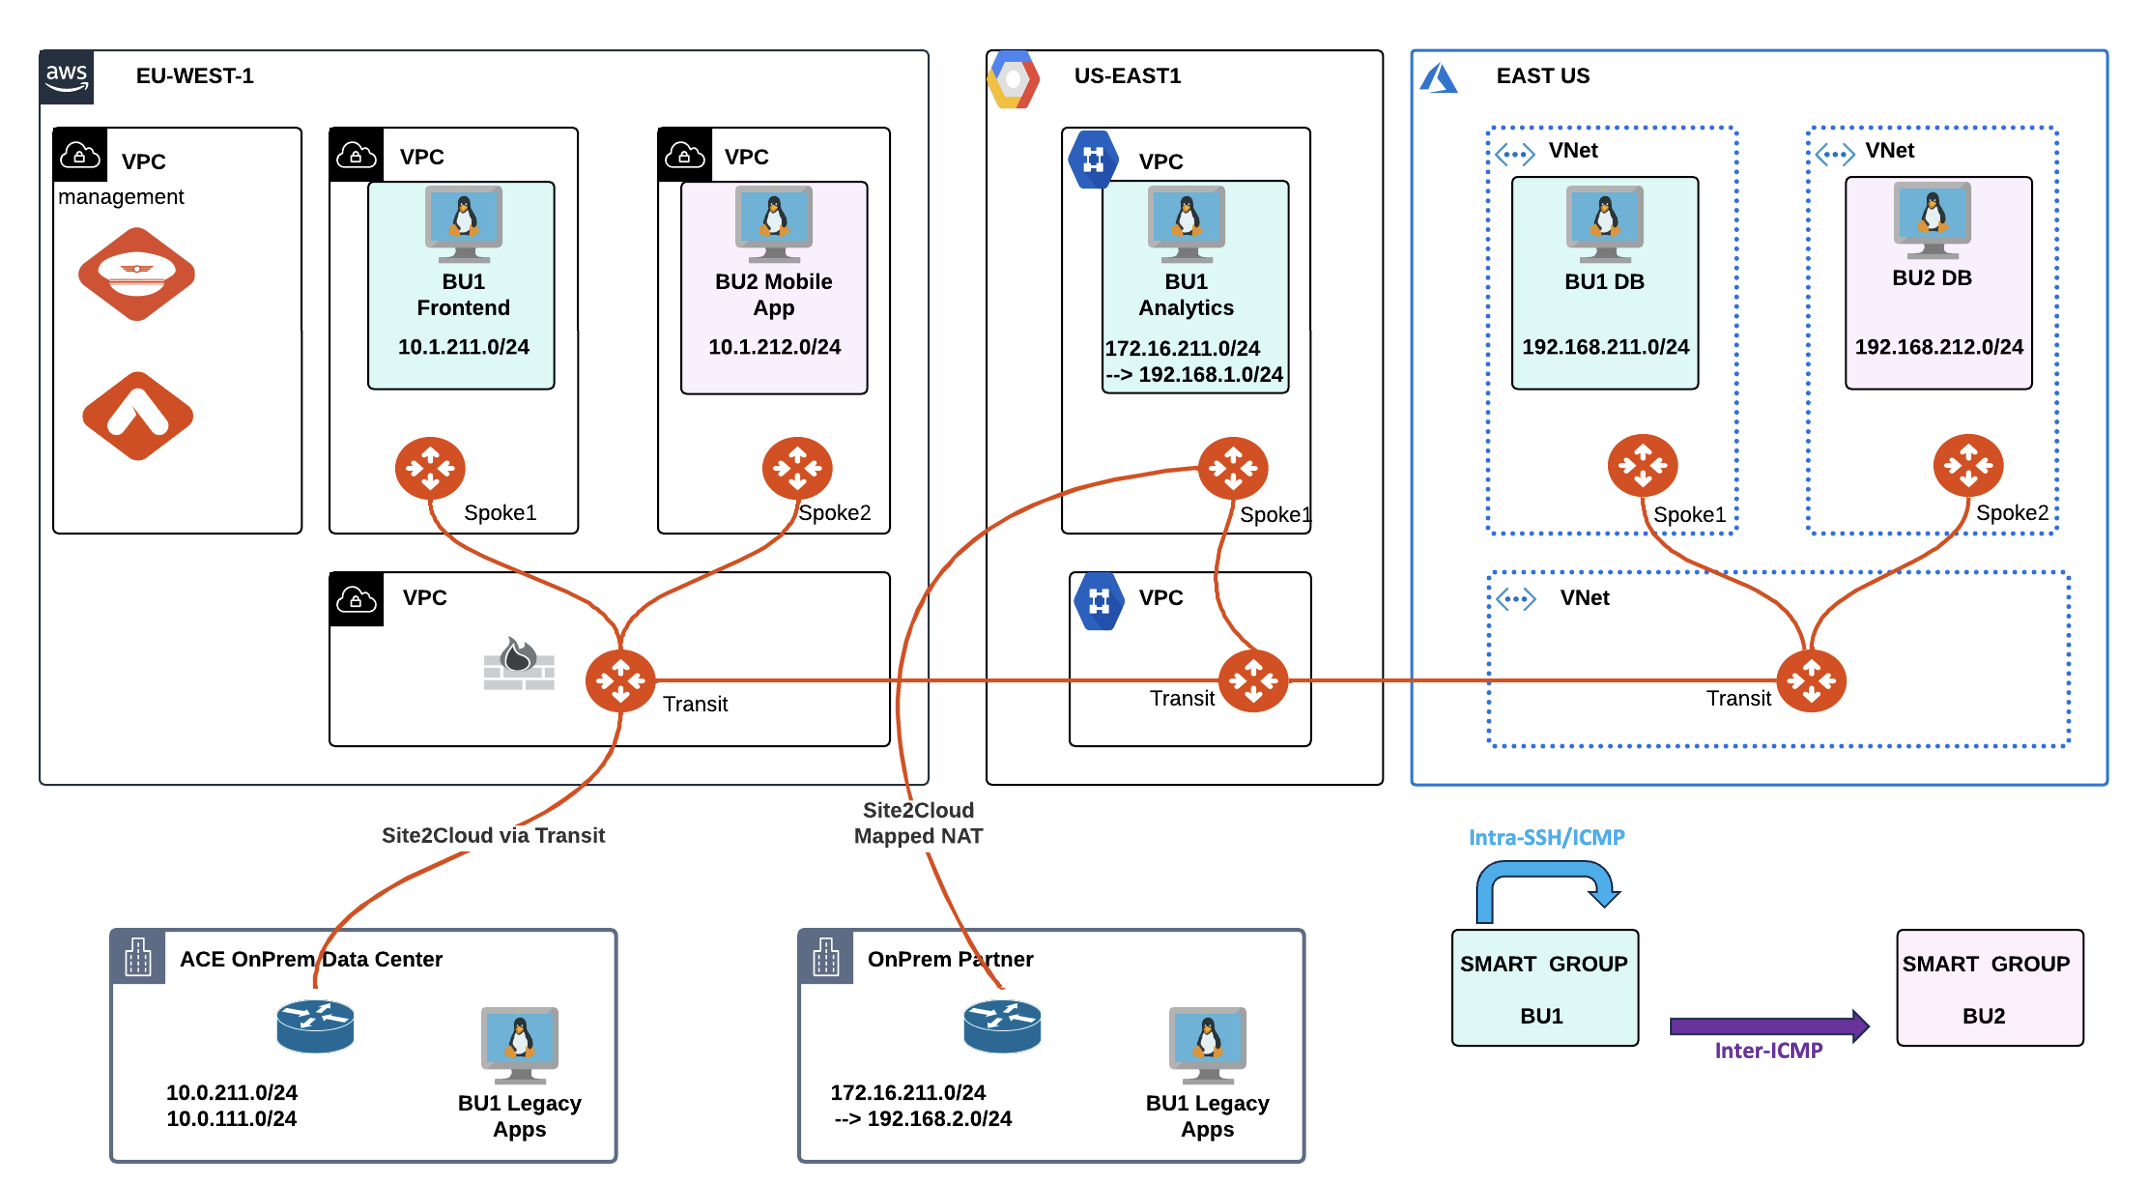 aws
EU-WEST-1
VPC
management
VPC
BU1
Frontend
10.1.211.0/24
Spoke1
VPC
BU2 Mobile
App
10.1.212.0/24
Spoke2
VPC
Transit
US-EAST1
VPC
BU1
Analytics
172.16.211.0/24
--> 192.168.1.0/24
Spoke1
VPC
Transit
EAST US
VNet
BU1 DB
192.168.211.0/24
Spoke1
VNet
BU2 DB
192.168.212.0/24
Spoke2
VNet
Transit
Site2Cloud via Transit
Site2Cloud
Mapped NAT
ACE OnPrem Data Center
10.0.211.0/24
10.0.111.0/24
BU1 Legacy
Apps
OnPrem Partner
172.16.211.0/24
--> 192.168.2.0/24
BU1 Legacy
Apps
Intra-SSH/ICMP
SMART GROUP
BU1
Inter-ICMP
SMART GROUP
BU2